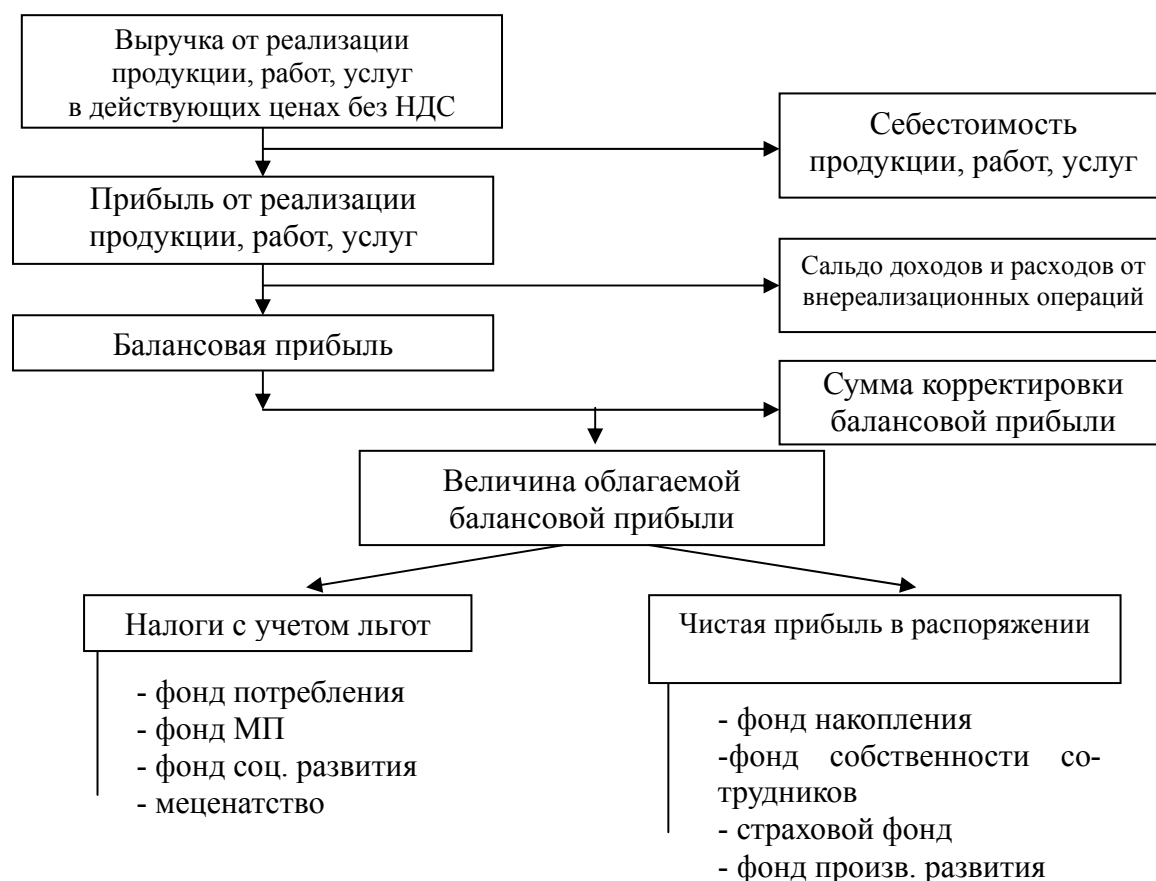 Выручка от реализации
продукции, работ, услуг
в действующих ценах без НДС
Себестоимость
продукции, работ, услуг
Прибыль от реализации
продукции, работ, услуг
Сальдо доходов и расходов от
внереализационных операций
Балансовая прибыль
Сумма корректировки
балансовой прибыли
Величина облагаемой
балансовой прибыли
Налоги с учетом льгот
- фонд потребления
- фонд МП
- фонд соц. развития
- меценатство
Чистая прибыль в распоряжении
- фонд накопления
-фонд собственности со-
трудников
- страховой фонд
- фонд произв. развития